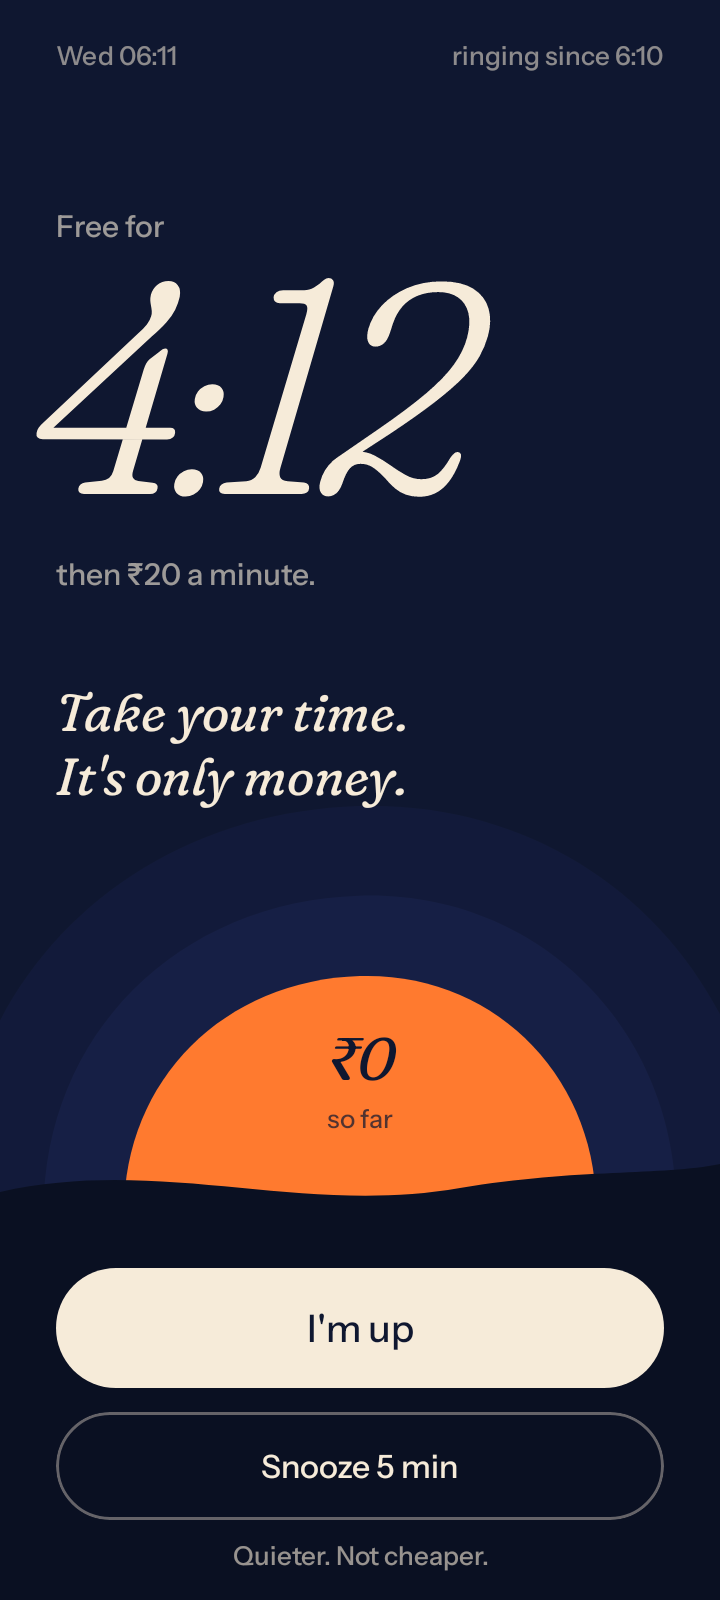 Wed 06:11
ringing since 6:10
Free for
4:12
then ₹20 a minute.
Take your time.
It's only money.
₹0
so far
I'm up
Snooze 5 min
Quieter. Not cheaper.